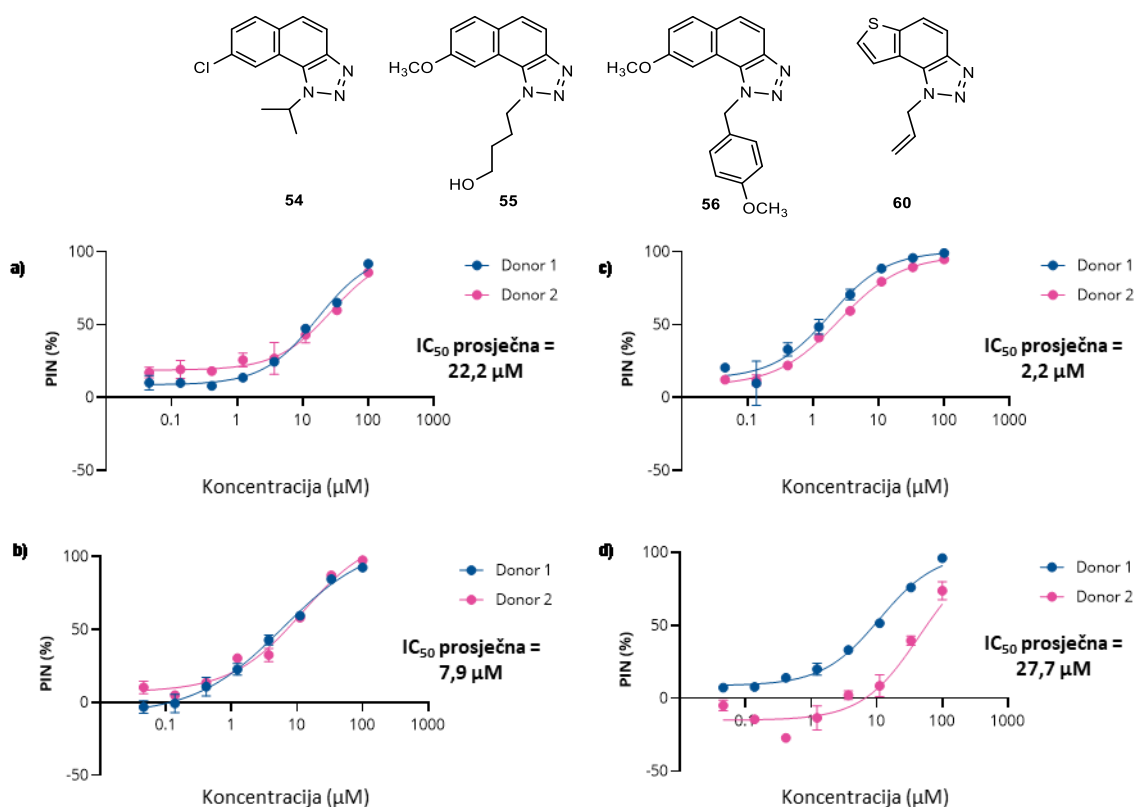 Cl
N
N
N
54
H₃CO
N
N
N
HO
55
H₃CO
N
N
N
OCH₃
56
S
N
N
N
60
a)
PIN (%)
100
50
0
-50
0.1
1
10
100
1000
Donor 1
Donor 2
IC₅₀ prosječna =
22,2 µM
Koncentracija (µM)
c)
PIN (%)
100
50
0
-50
0.1
1
10
100
1000
Donor 1
Donor 2
IC₅₀ prosječna =
2,2 µM
Koncentracija (µM)
b)
PIN (%)
100
50
0
-50
0.1
1
10
100
1000
Donor 1
Donor 2
IC₅₀ prosječna =
7,9 µM
Koncentracija (µM)
d)
PIN (%)
100
50
0
-50
0.1
1
10
100
1000
Donor 1
Donor 2
IC₅₀ prosječna =
27,7 µM
Koncentracija (µM)